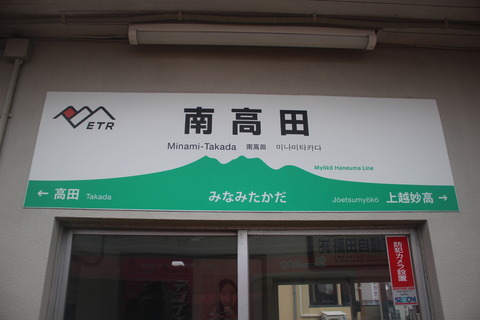 南高田
ETR
Minami-Takada 南高田 미나미타카다
Myōkō Haneuma Line
← 高田 Takada
みなみたかだ
Jōetsumyōkō 上越妙高 →
防犯カメラ設置
SECOM